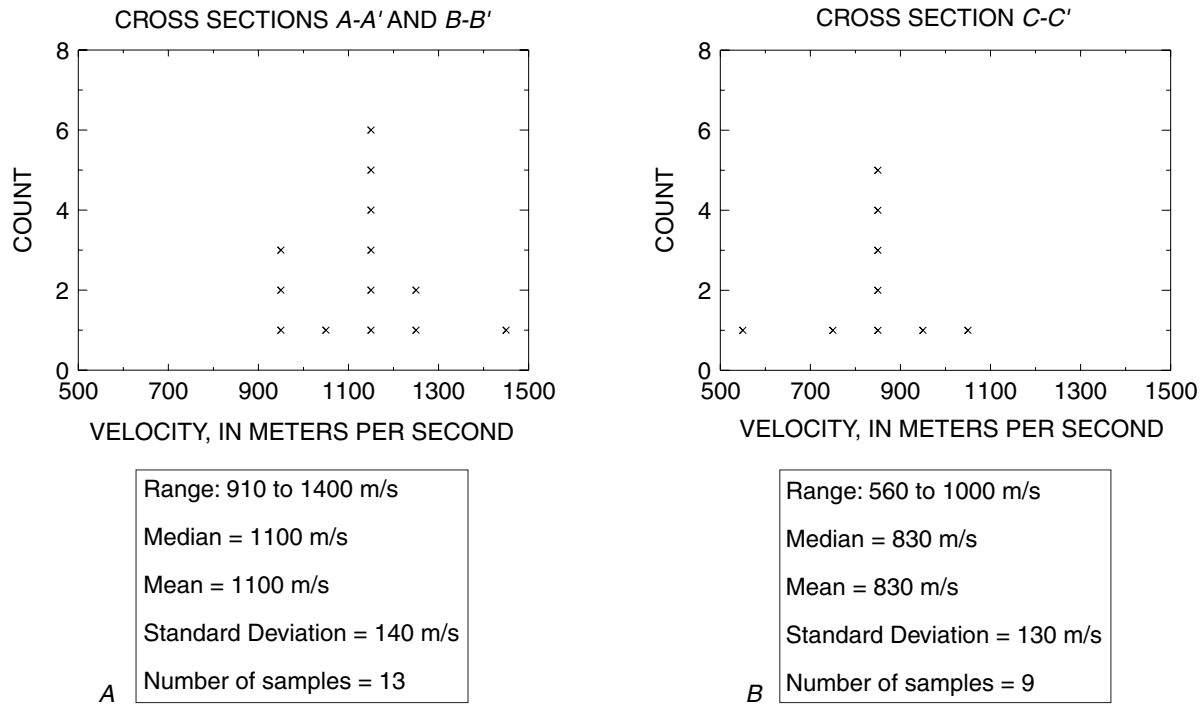 CROSS SECTIONS A-A' AND B-B'
8
6
4
2
0
COUNT
500 700 900 1100 1300 1500
VELOCITY, IN METERS PER SECOND
Range: 910 to 1400 m/s
Median = 1100 m/s
Mean = 1100 m/s
Standard Deviation = 140 m/s
Number of samples = 13
A
CROSS SECTION C-C'
8
6
4
2
0
COUNT
500 700 900 1100 1300 1500
VELOCITY, IN METERS PER SECOND
Range: 560 to 1000 m/s
Median = 830 m/s
Mean = 830 m/s
Standard Deviation = 130 m/s
Number of samples = 9
B